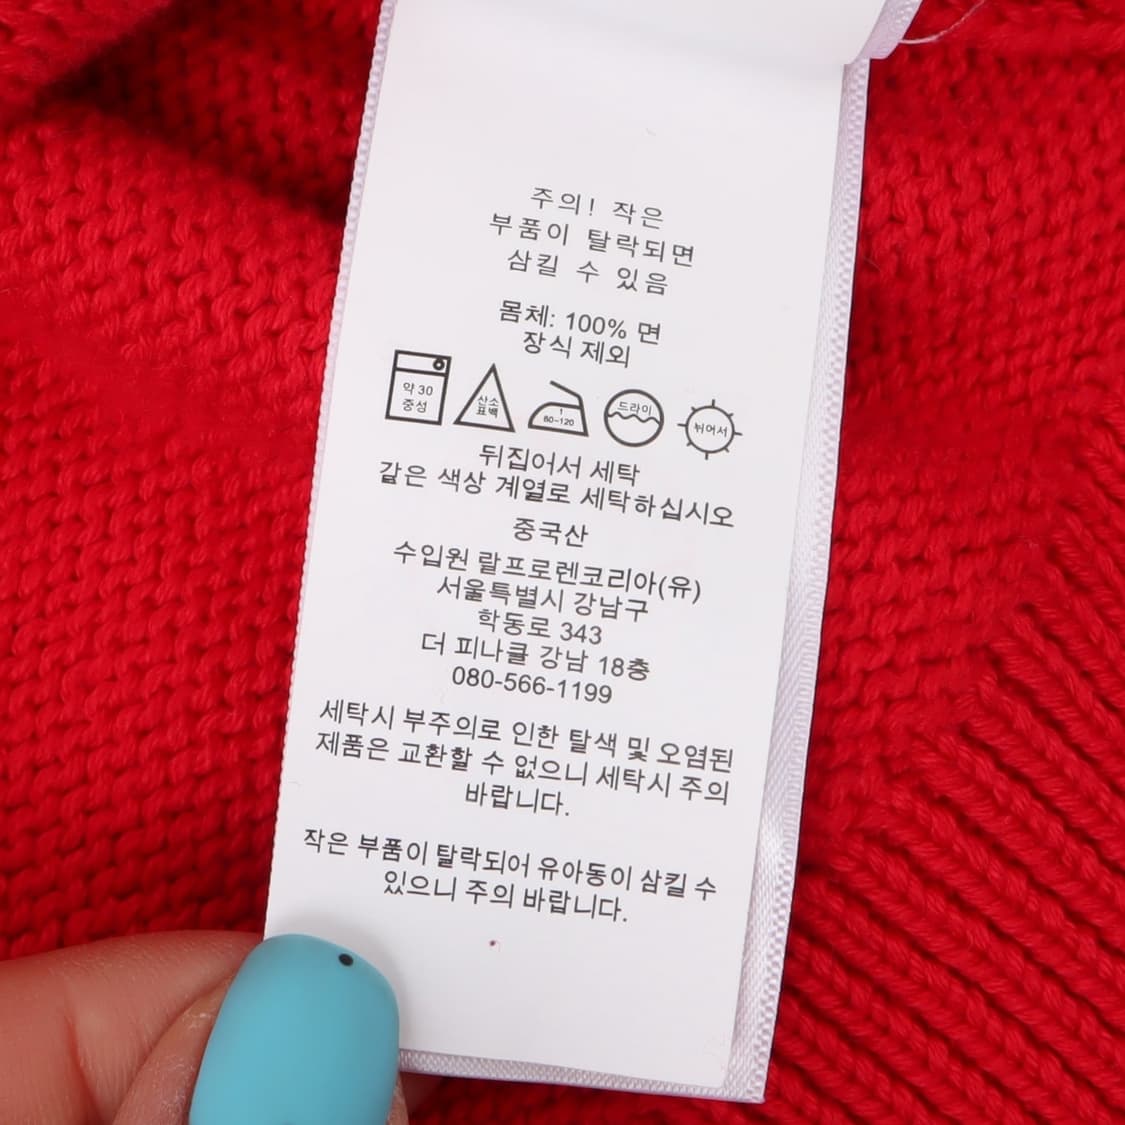 주의! 작은
부품이 탈락되면
삼킬 수 있음
몸체: 100% 면
장식 제외
약 30
중성
산소
표백
1
80-120
드라이
뉘어서
뒤집어서 세탁
같은 색상 계열로 세탁하십시오
중국산
수입원 랄프로렌코리아(유)
서울특별시 강남구
학동로 343
더 피나클 강남 18층
080-566-1199
세탁시 부주의로 인한 탈색 및 오염된
제품은 교환할 수 없으니 세탁시 주의
바랍니다.
작은 부품이 탈락되어 유아동이 삼킬 수
있으니 주의 바랍니다.